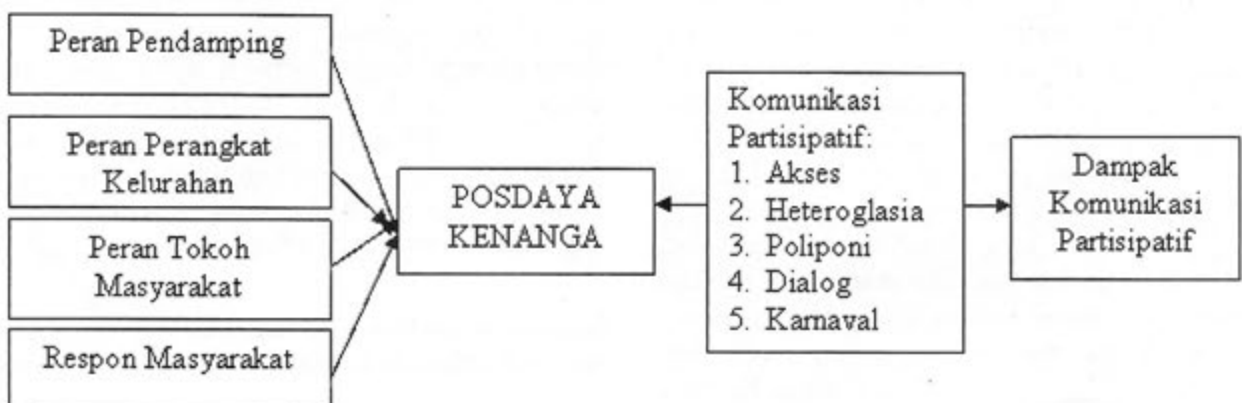 Peran Pendamping
Peran Perangkat
Kelurahan
Peran Tokoh
Masyarakat
Respon Masyarakat
POSDAYA
KENANGA
Komunikasi
Partisipatif:
1. Akses
2. Heteroglasia
3. Poliponi
4. Dialog
5. Karnaval
Dampak
Komunikasi
Partisipatif